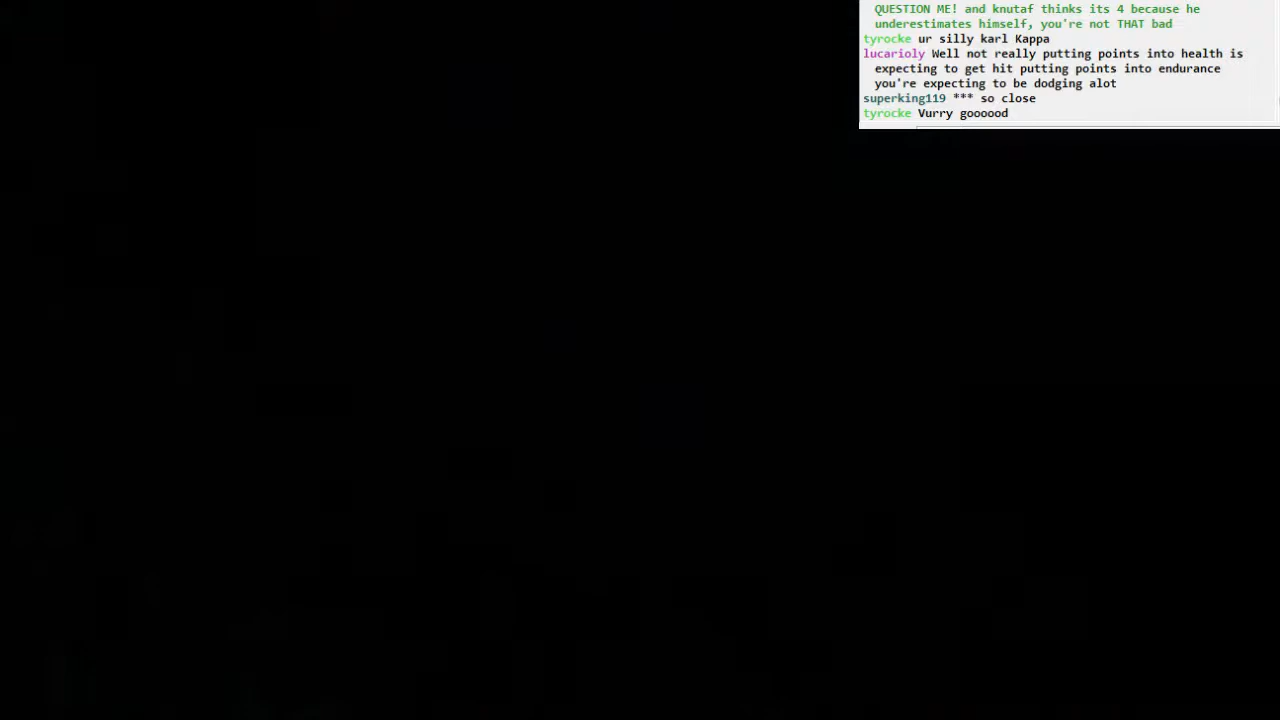 QUESTION ME! and knutaf thinks its 4 because he
underestimates himself, you're not THAT bad
tyrocke ur silly karl Kappa
lucarioly Well not really putting points into health is
expecting to get hit putting points into endurance
you're expecting to be dodging alot
superking119 *** so close
tyrocke Vurry goooood